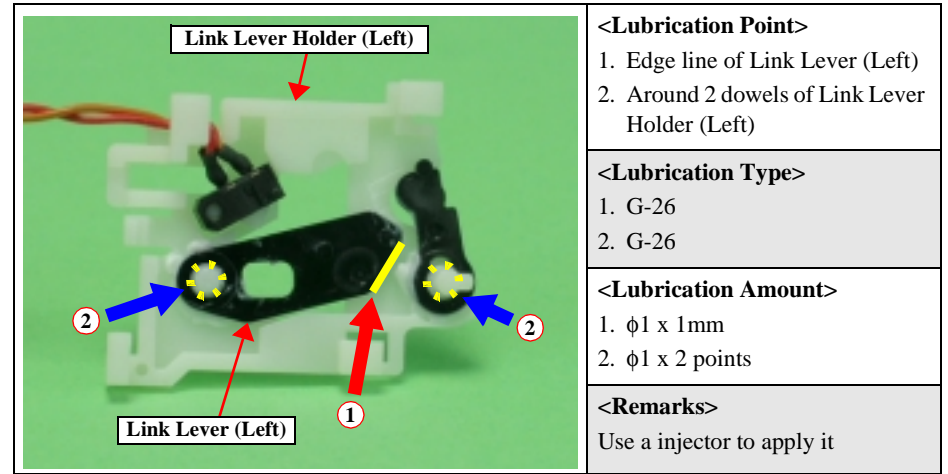 Link Lever Holder (Left)
2
2
1
Link Lever (Left)
<Lubrication Point>
1. Edge line of Link Lever (Left)
2. Around 2 dowels of Link Lever
Holder (Left)
<Lubrication Type>
1. G-26
2. G-26
<Lubrication Amount>
1. ϕ1 x 1mm
2. ϕ1 x 2 points
<Remarks>
Use a injector to apply it